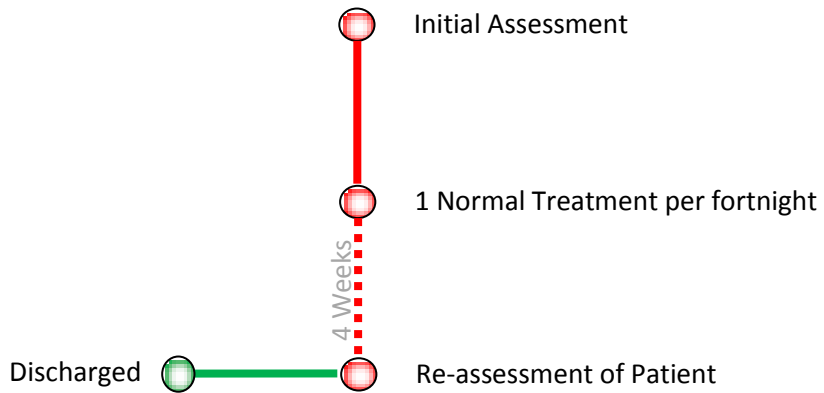 Initial Assessment
1 Normal Treatment per fortnight
4 Weeks
Discharged
Re-assessment of Patient